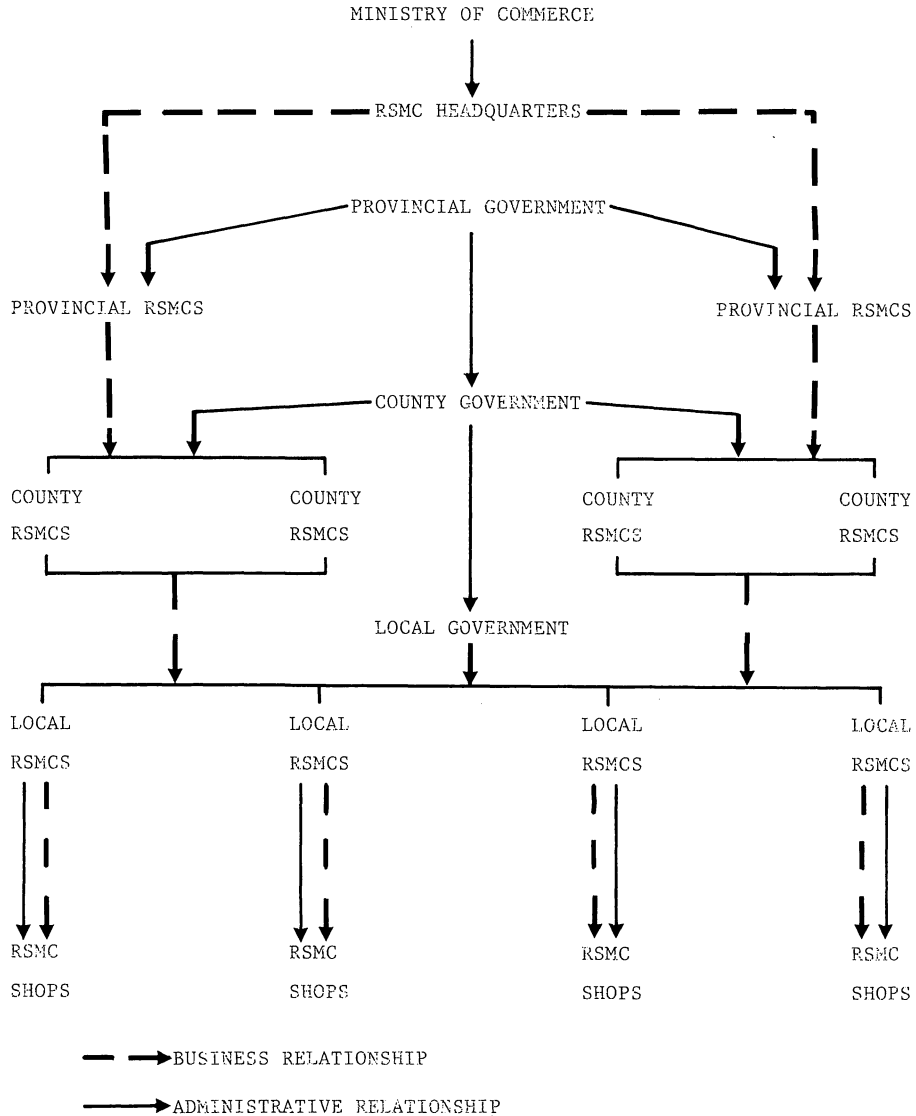 MINISTRY OF COMMERCE
RSMC HEADQUARTERS
PROVINCIAL GOVERNMENT
PROVINCIAL RSMCS
PROVINCIAL RSMCS
COUNTY GOVERNMENT
COUNTY COUNTY COUNTY COUNTY
RSMCS RSMCS RSMCS RSMCS
LOCAL GOVERNMENT
LOCAL LOCAL LOCAL LOCAL
RSMCS RSMCS RSMCS RSMCS
RSMC RSMC RSMC RSMC
SHOPS SHOPS SHOPS SHOPS
BUSINESS RELATIONSHIP
ADMINISTRATIVE RELATIONSHIP